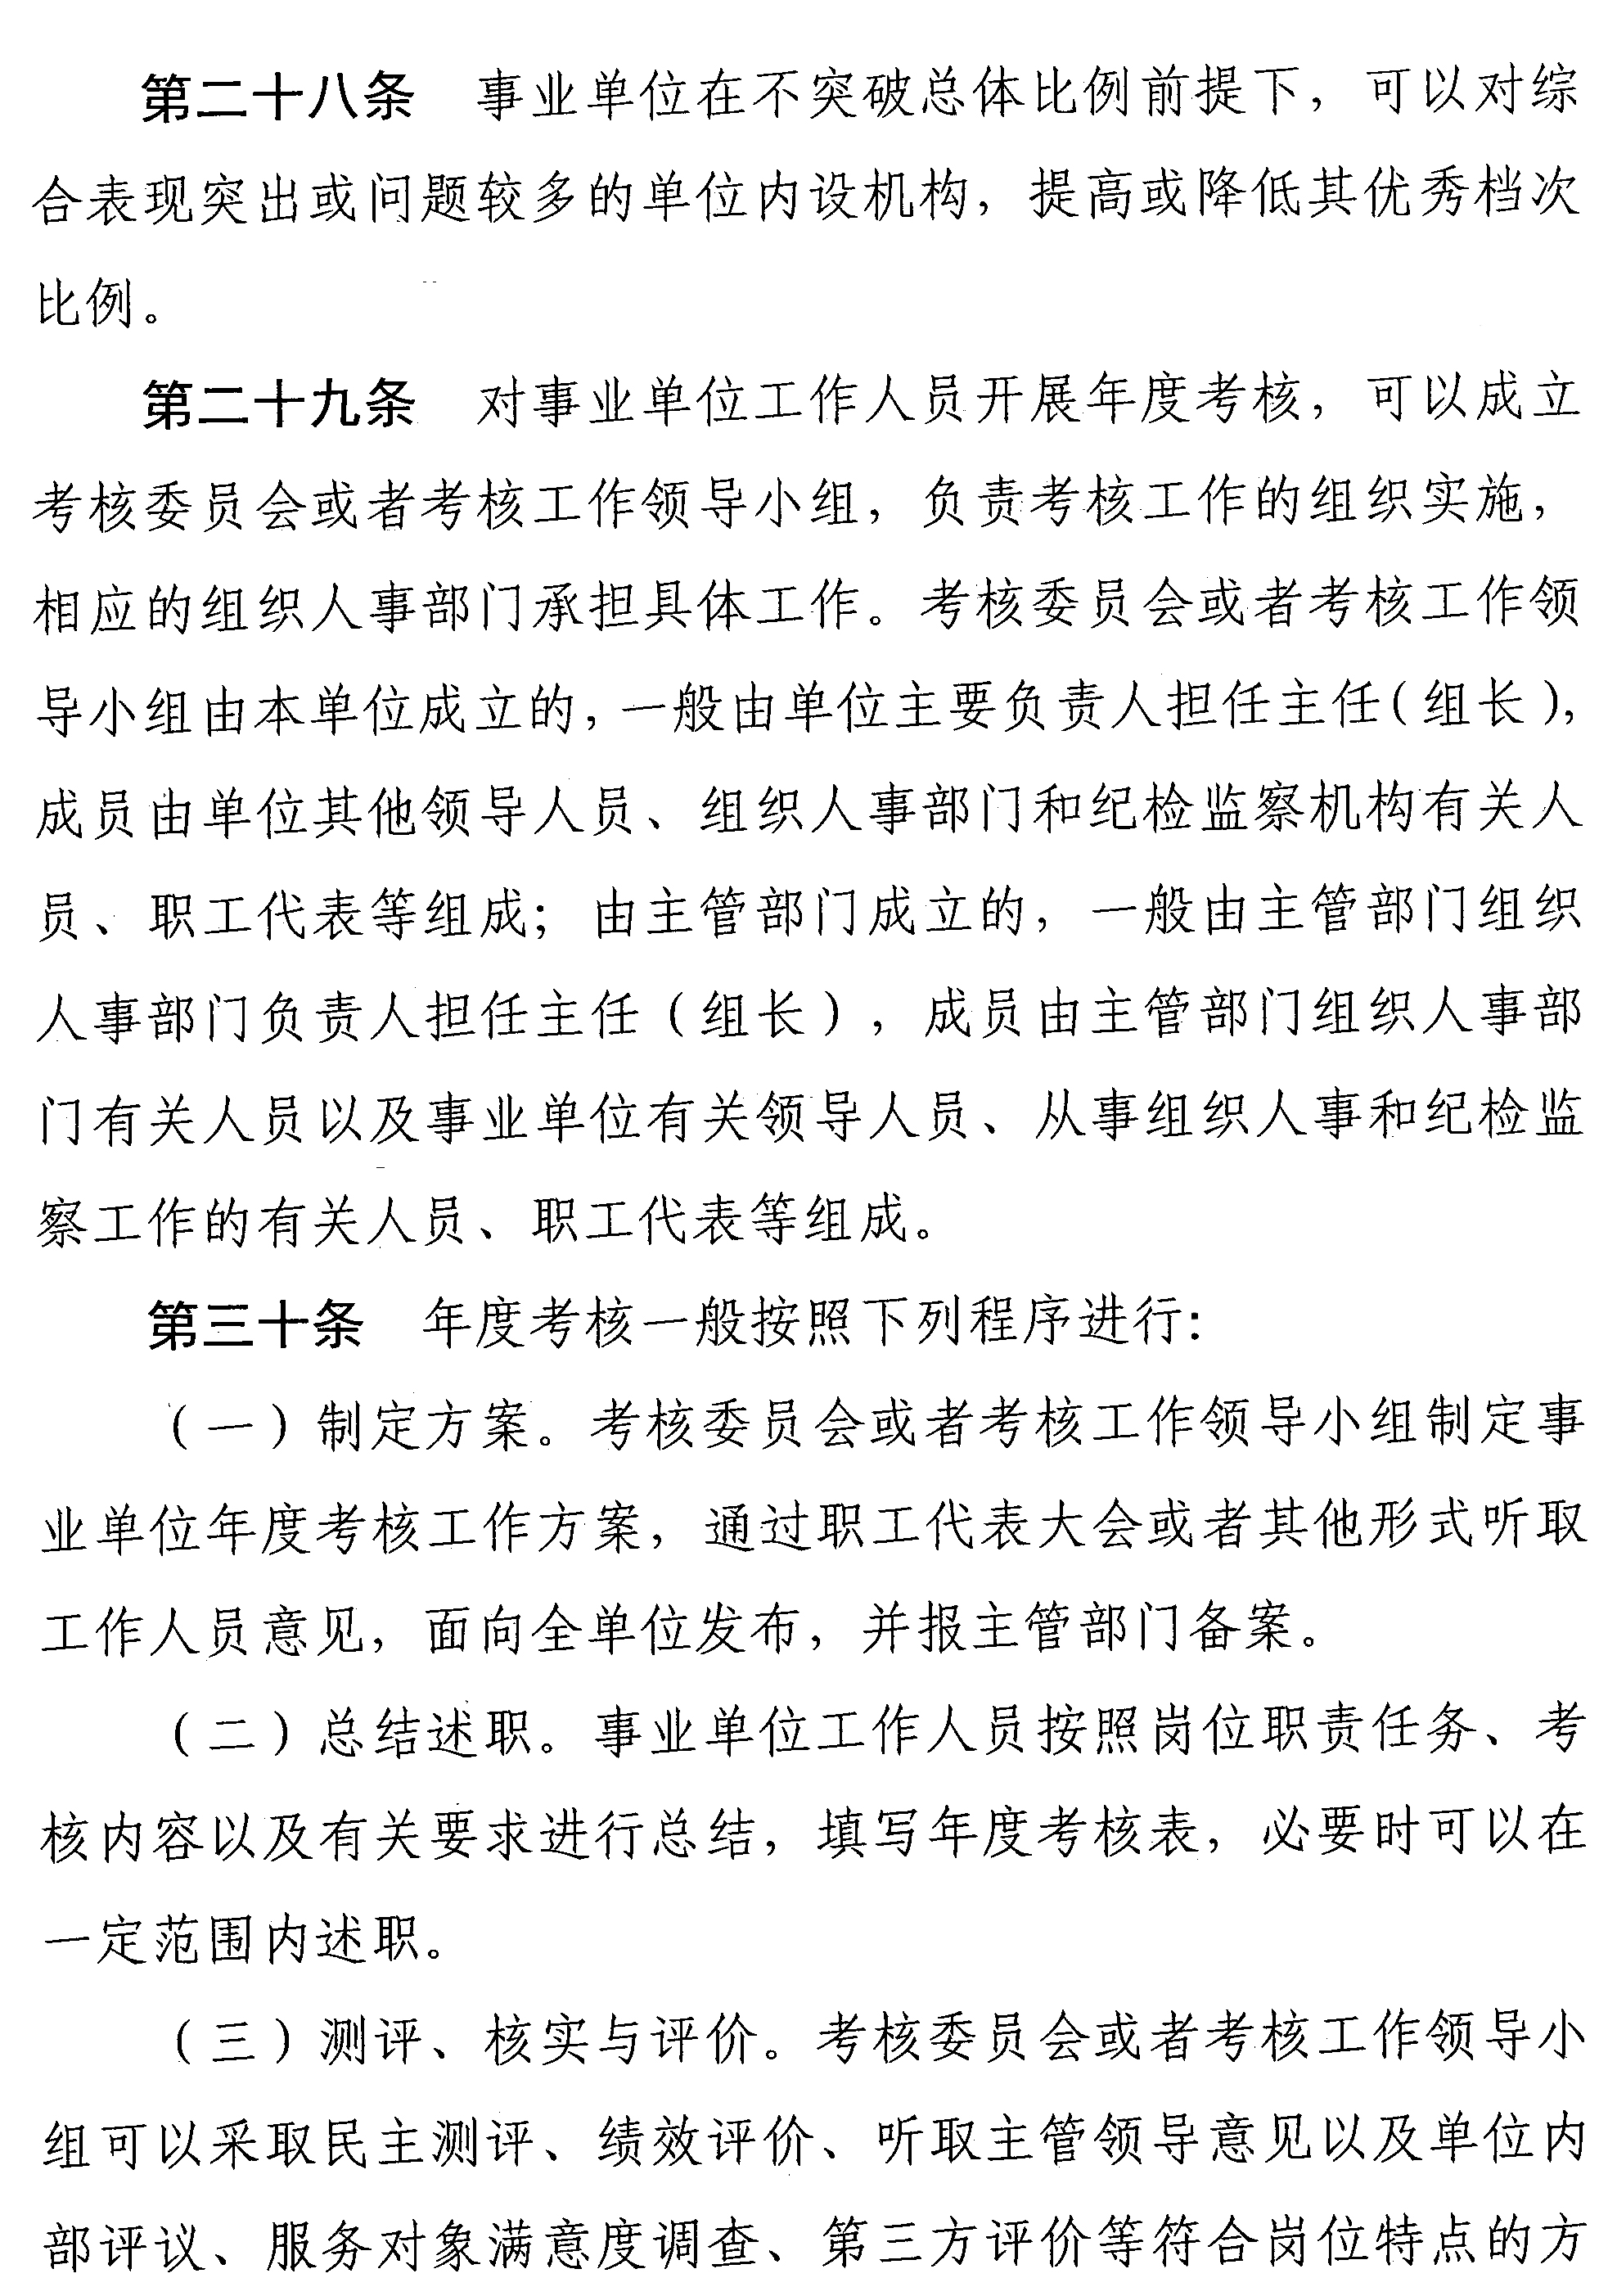 第二十八条　事业单位在不突破总体比例前提下，可以对综
合表现突出或问题较多的单位内设机构，提高或降低其优秀档次
比例。
第二十九条　对事业单位工作人员开展年度考核，可以成立
考核委员会或者考核工作领导小组，负责考核工作的组织实施，
相应的组织人事部门承担具体工作。考核委员会或者考核工作领
导小组由本单位成立的，一般由单位主要负责人担任主任（组长），
成员由单位其他领导人员、组织人事部门和纪检监察机构有关人
员、职工代表等组成；由主管部门成立的，一般由主管部门组织
人事部门负责人担任主任（组长），成员由主管部门组织人事部
门有关人员以及事业单位有关领导人员、从事组织人事和纪检监
察工作的有关人员、职工代表等组成。
第三十条　年度考核一般按照下列程序进行：
（一）制定方案。考核委员会或者考核工作领导小组制定事
业单位年度考核工作方案，通过职工代表大会或者其他形式听取
工作人员意见，面向全单位发布，并报主管部门备案。
（二）总结述职。事业单位工作人员按照岗位职责任务、考
核内容以及有关要求进行总结，填写年度考核表，必要时可以在
一定范围内述职。
（三）测评、核实与评价。考核委员会或者考核工作领导小
组可以采取民主测评、绩效评价、听取主管领导意见以及单位内
部评议、服务对象满意度调查、第三方评价等符合岗位特点的方